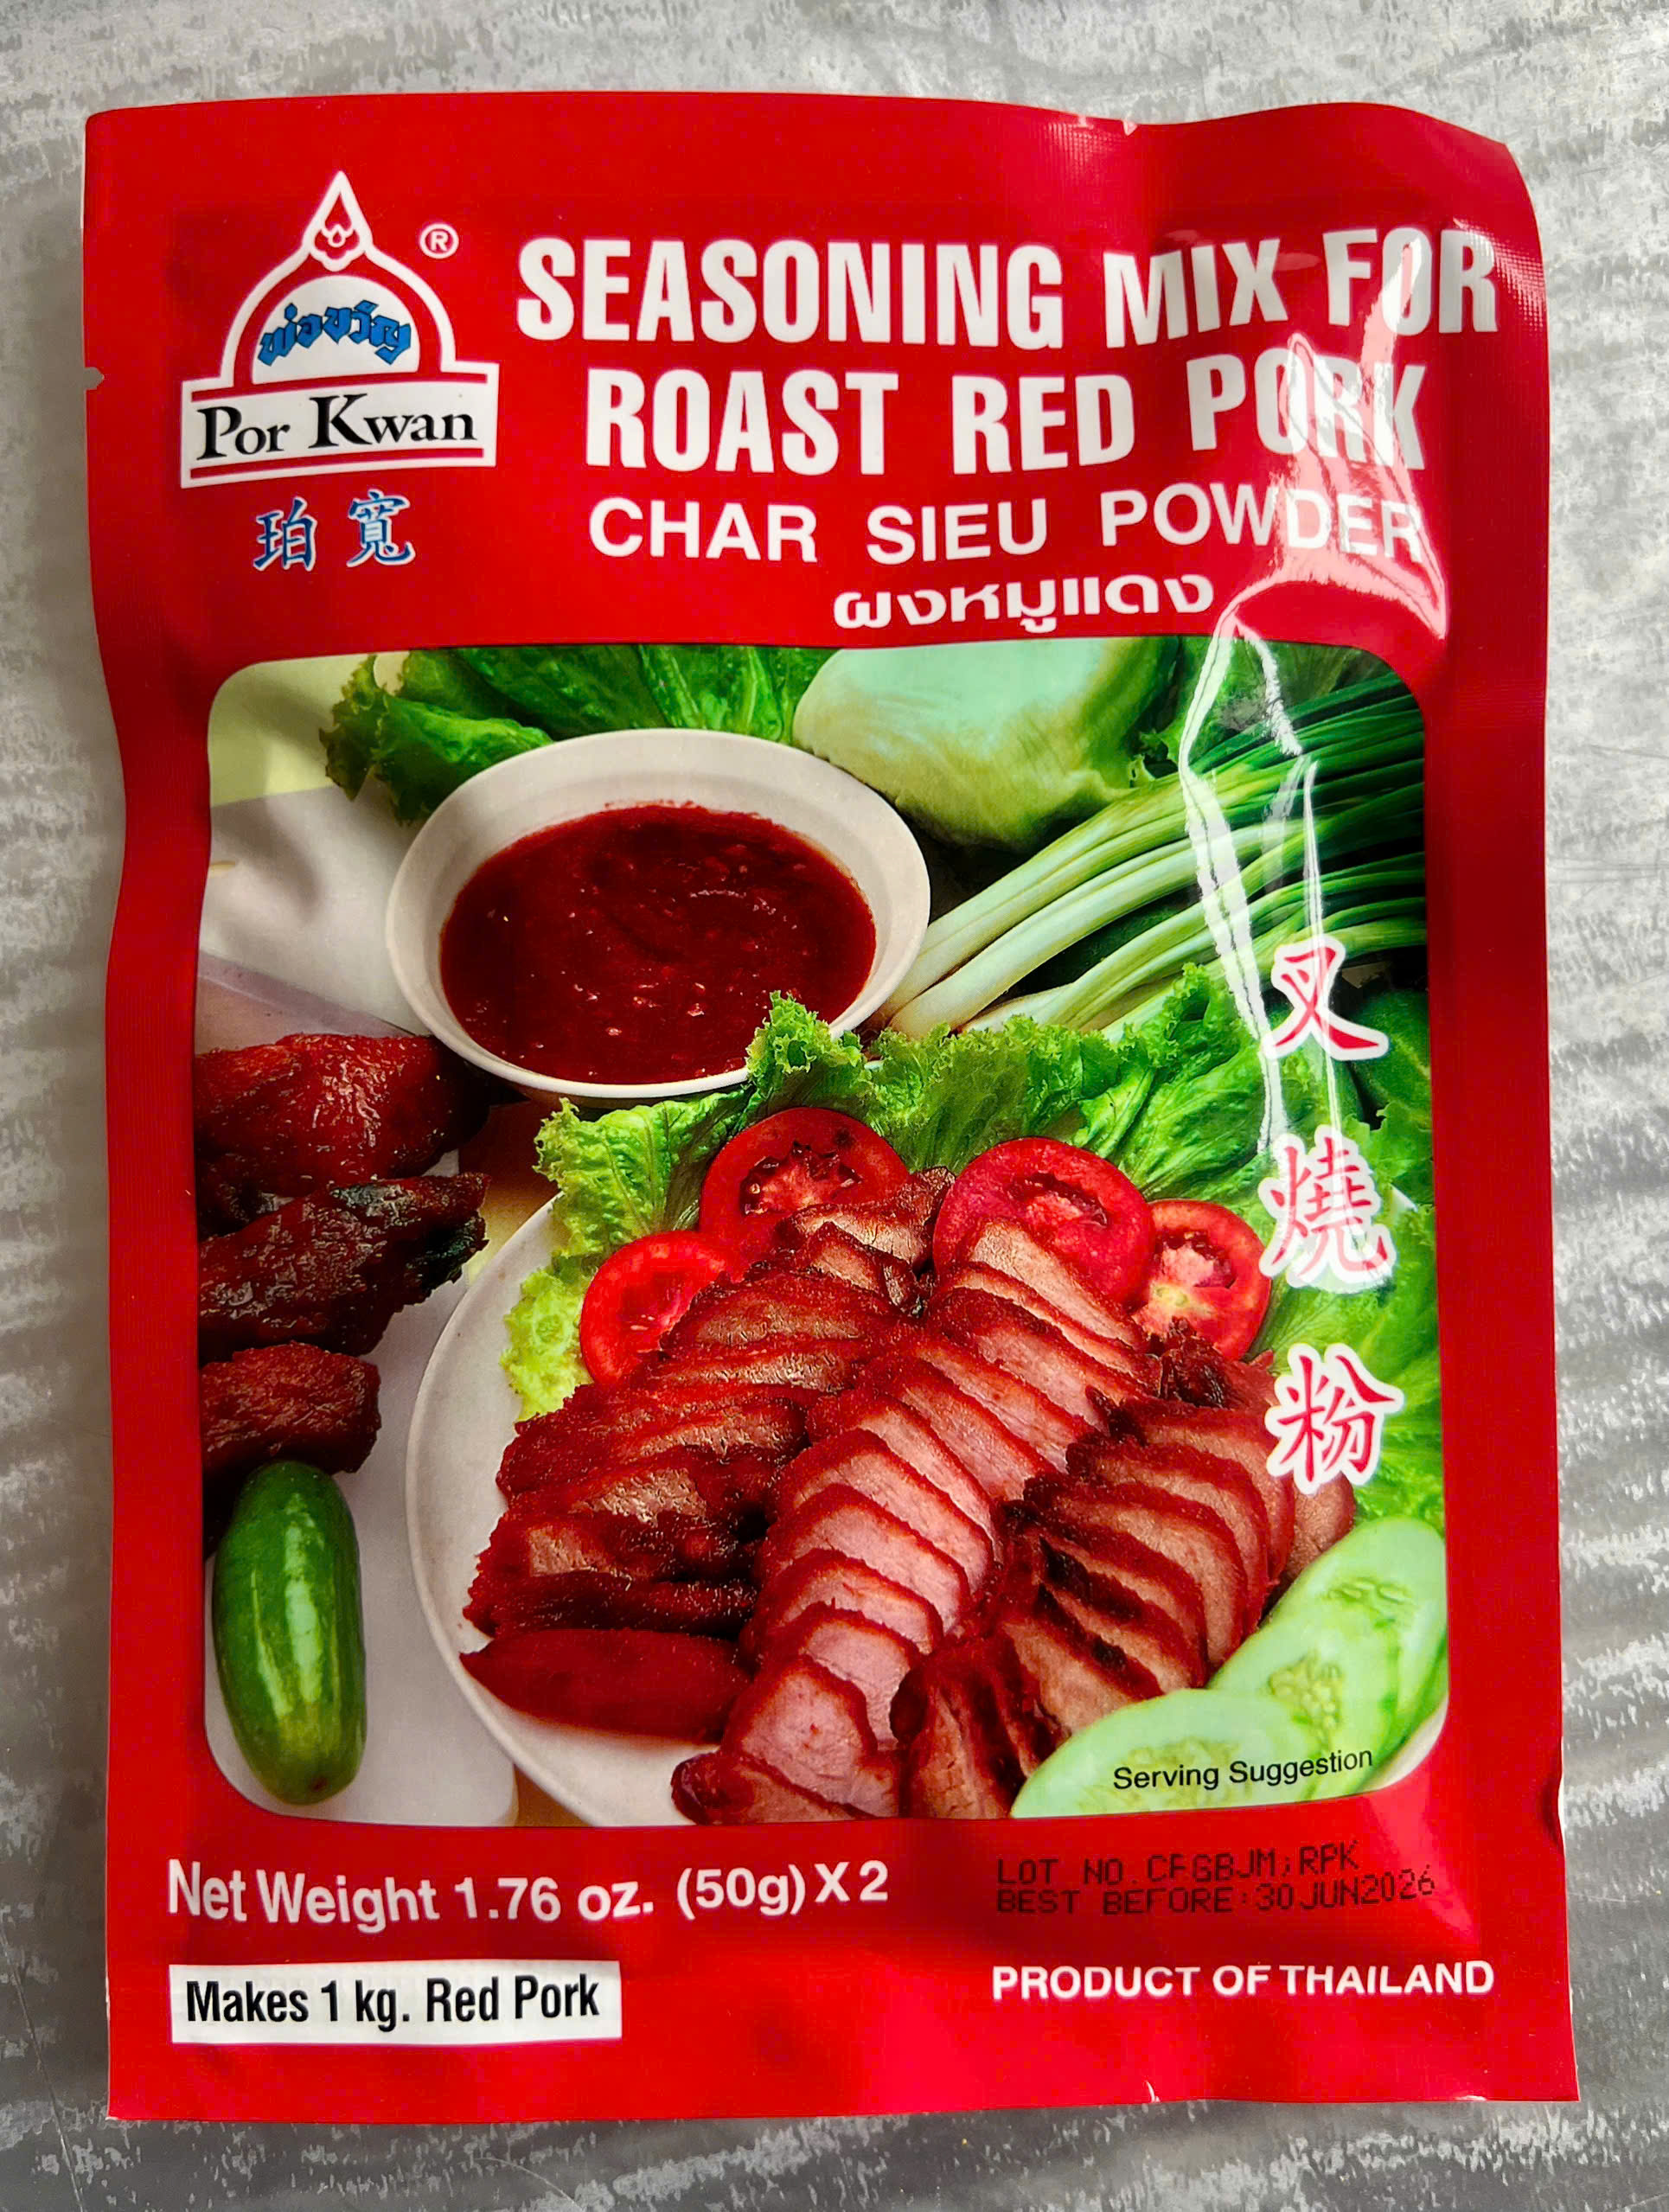 ®
พ่อขวัญ
Por Kwan
珀寬
SEASONING MIX FOR
ROAST RED PORK
CHAR SIEU POWDER
ผงหมูแดง
叉
燒
粉
Serving Suggestion
Net Weight 1.76 oz. (50g) X 2
LOT NO.
BEST BEFORE:30JUN2026
Makes 1 kg. Red Pork
PRODUCT OF THAILAND